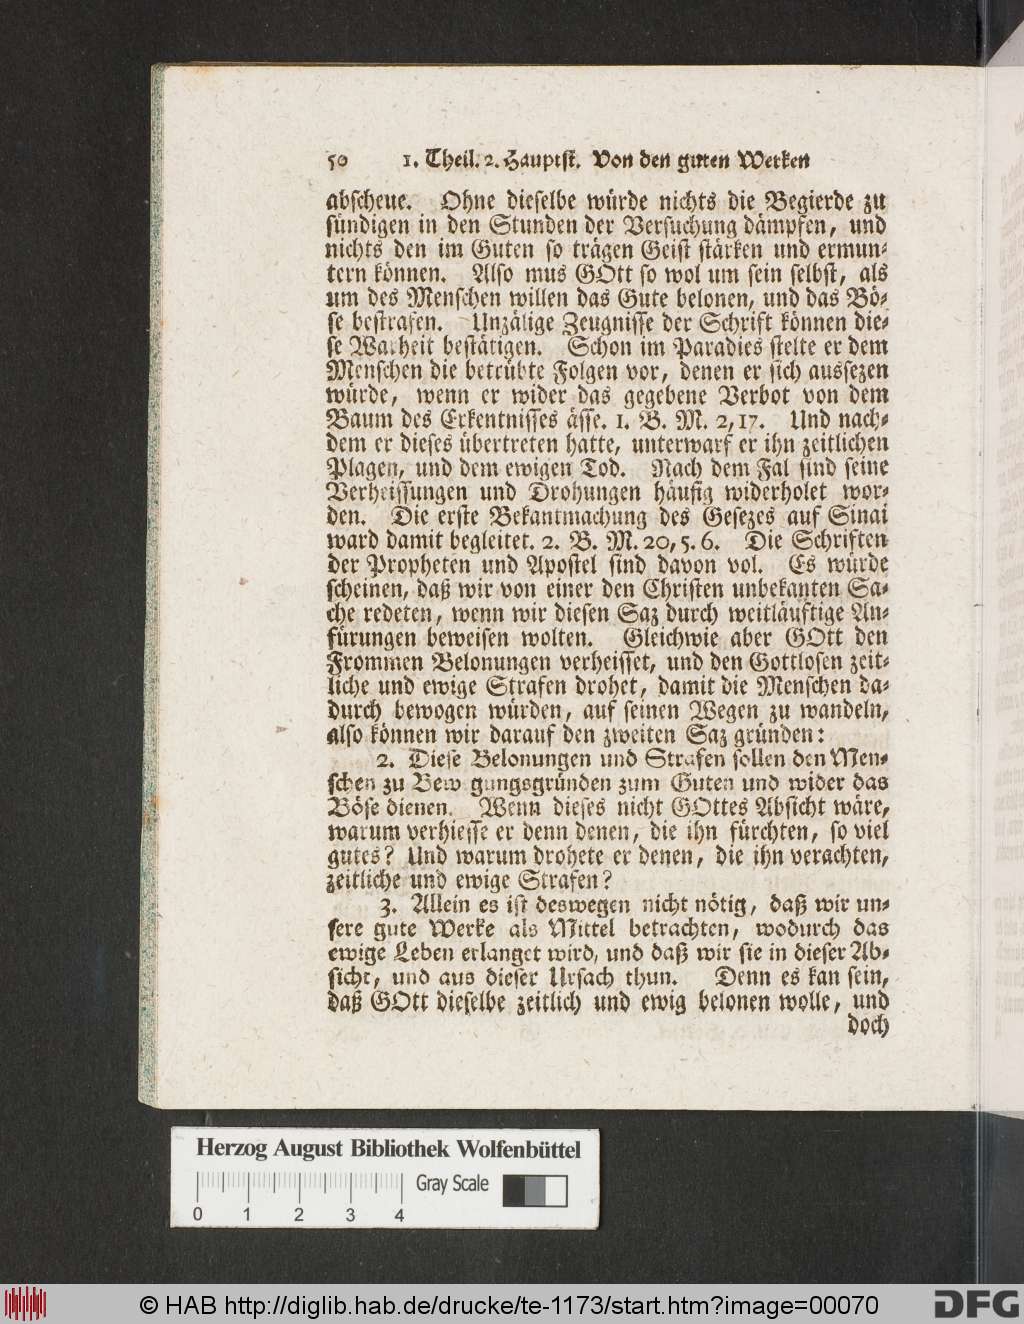 50 1. Theil. 2. Hauptst. Von den guten Werken
abscheue. Ohne dieselbe würde nichts die Begierde zu
sündigen in den Stunden der Versuchung dämpfen, und
nichts den im Guten so trägen Geist stärken und ermun-
tern können. Also mus GOtt so wol um sein selbst, als
um des Menschen willen das Gute belonen, und das Bö-
se bestrafen. Unzälige Zeugnisse der Schrift können die-
se Warheit bestätigen. Schon im Paradies stelte er dem
Menschen die betrübte Folgen vor, denen er sich aussezen
würde, wenn er wider das gegebene Verbot von dem
Baum des Erkentnisses ässe. 1. B. M. 2, 17. Und nach-
dem er dieses übertreten hatte, unterwarf er ihn zeitlichen
Plagen, und dem ewigen Tod. Nach dem Fal sind seine
Verheissungen und Drohungen häufig widerholet wor-
den. Die erste Bekantmachung des Gesezes auf Sinai
ward damit begleitet. 2. B. M. 20, 5. 6. Die Schriften
der Propheten und Apostel sind davon vol. Es würde
scheinen, daß wir von einer den Christen unbekanten Sa-
che redeten, wenn wir diesen Saz durch weitläuftige An-
fürungen beweisen wolten. Gleichwie aber GOtt den
Frommen Belonungen verheisset, und den Gottlosen zeit-
liche und ewige Strafen drohet, damit die Menschen da-
durch bewogen würden, auf seinen Wegen zu wandeln,
also können wir darauf den zweiten Saz gründen:
2. Diese Belonungen und Strafen sollen den Men-
schen zu Bewegungsgründen zum Guten und wider das
Böse dienen. Wenn dieses nicht GOttes Absicht wäre,
warum verhiesse er denn denen, die ihn fürchten, so viel
gutes? Und warum drohete er denen, die ihn verachten,
zeitliche und ewige Strafen?
3. Allein es ist deswegen nicht nötig, daß wir un-
sere gute Werke als Mittel betrachten, wodurch das
ewige Leben erlanget wird, und daß wir sie in dieser Ab-
sicht, und aus dieser Ursach thun. Denn es kan sein,
daß GOtt dieselbe zeitlich und ewig belonen wolle, und
doch
Herzog August Bibliothek Wolfenbüttel
Gray Scale
0 1 2 3 4
© HAB http://diglib.hab.de/drucke/te-1173/start.htm?image=00070
DFG